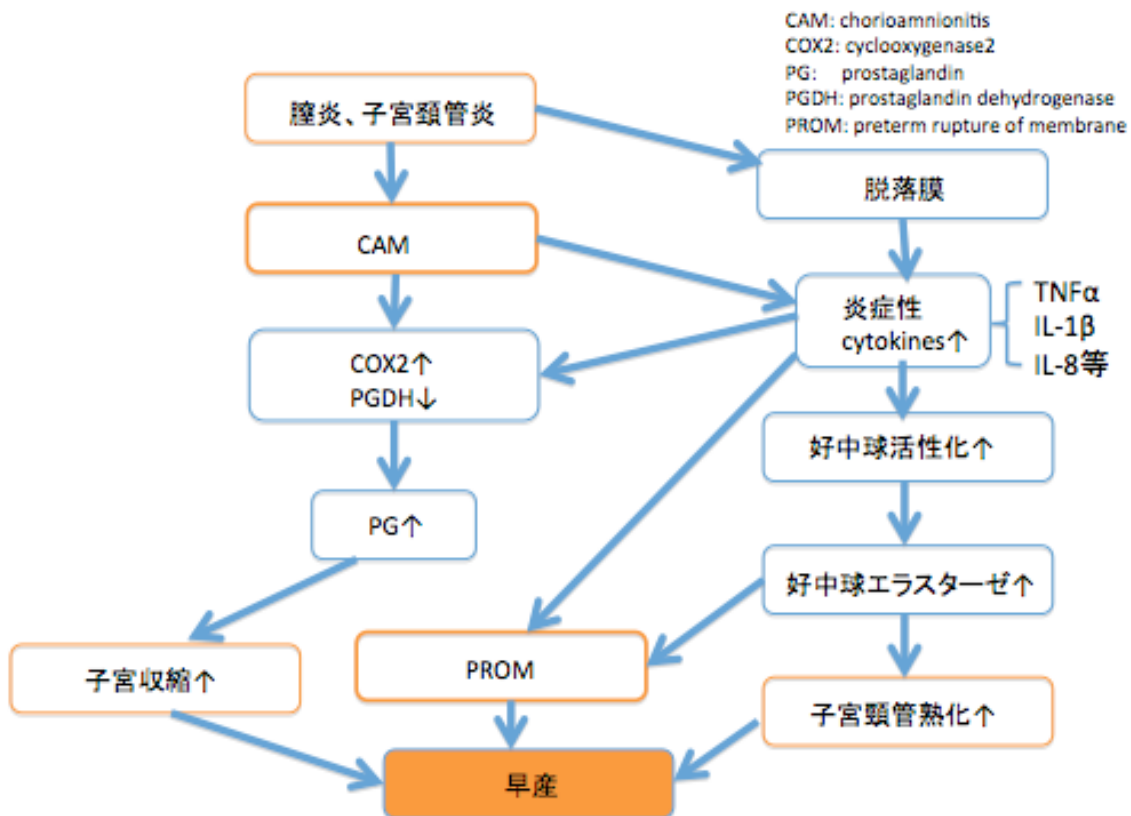 CAM: chorioamnionitis
COX2: cyclooxygenase2
PG: prostaglandin
PGDH: prostaglandin dehydrogenase
PROM: preterm rupture of membrane
膣炎、子宮頚管炎
脱落膜
CAM
炎症性
cytokines↑
TNFα
IL-1β
IL-8等
COX2↑
PGDH↓
好中球活性化↑
PG↑
好中球エラスターゼ↑
子宮収縮↑
PROM
子宮頸管熟化↑
早産